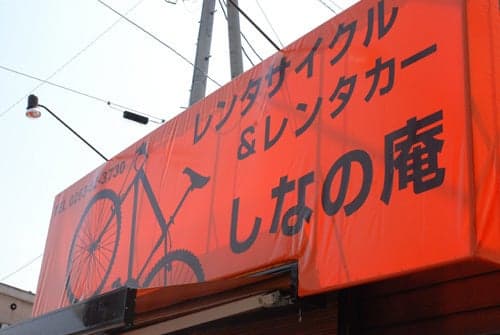 レンタサイクル
&レンタカー
しなの庵